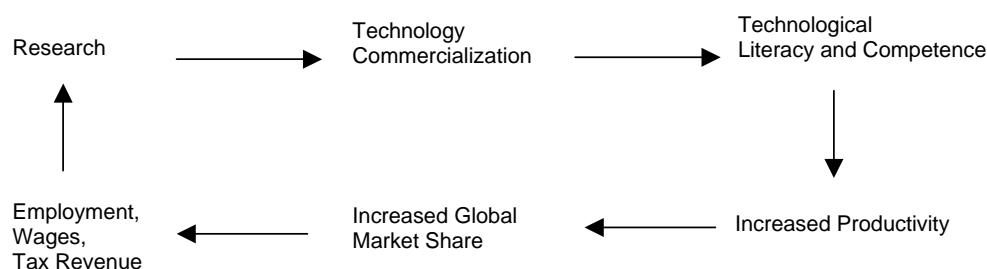 Research
Technology
Commercialization
Technological
Literacy and Competence
Employment,
Wages,
Tax Revenue
Increased Global
Market Share
Increased Productivity